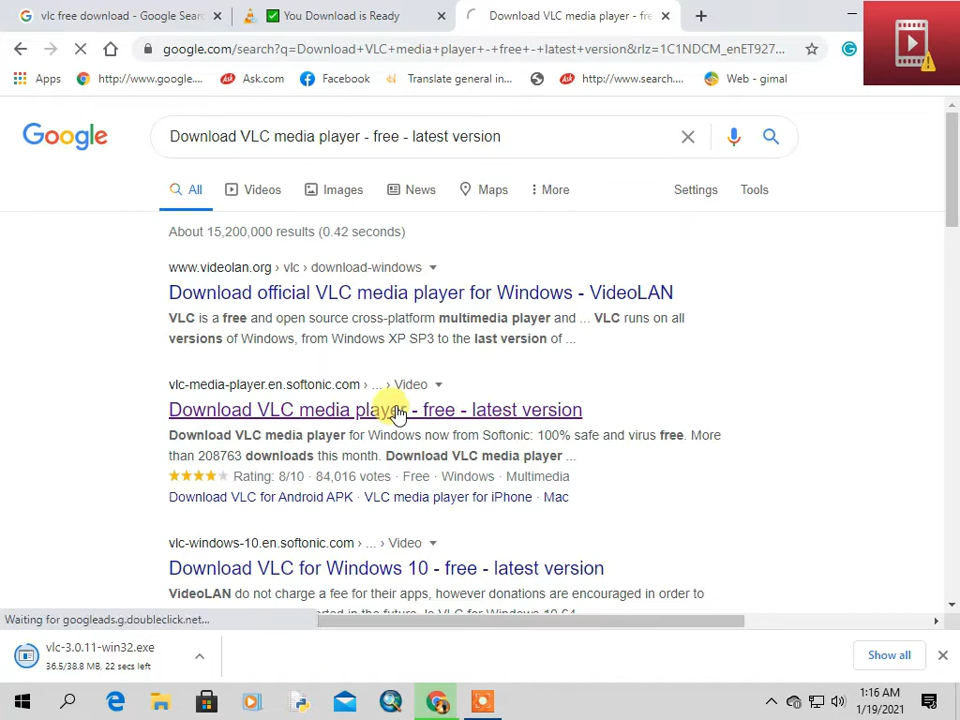 vlc free download - Google Searc
You Download is Ready
Download VLC media player - fre
google.com/search?q=Download+VLC+media+player+-+free+-+latest+version&rlz=1C1NDCM_enET927...
Apps
http://www.google....
Ask.com
Facebook
Translate general in...
http://www.search....
Web - gimal
Google
Download VLC media player - free - latest version
All
Videos
Images
News
Maps
More
Settings
Tools
About 15,200,000 results (0.42 seconds)
www.videolan.org › vlc › download-windows
Download official VLC media player for Windows - VideoLAN
VLC is a free and open source cross-platform multimedia player and ... VLC runs on all
versions of Windows, from Windows XP SP3 to the last version of ...
vlc-media-player.en.softonic.com › ... › Video
Download VLC media player - free - latest version
Download VLC media player for Windows now from Softonic: 100% safe and virus free. More
than 208763 downloads this month. Download VLC media player ...
Rating: 8/10 · 84,016 votes · Free · Windows · Multimedia
Download VLC for Android APK · VLC media player for iPhone · Mac
vlc-windows-10.en.softonic.com › ... › Video
Download VLC for Windows 10 - free - latest version
VideoLAN do not charge a fee for their apps, however donations are encouraged in order to
Waiting for googleads.g.doubleclick.net...
vlc-3.0.11-win32.exe
36.5/38.8 MB, 22 secs left
Show all
1:16 AM
1/19/2021